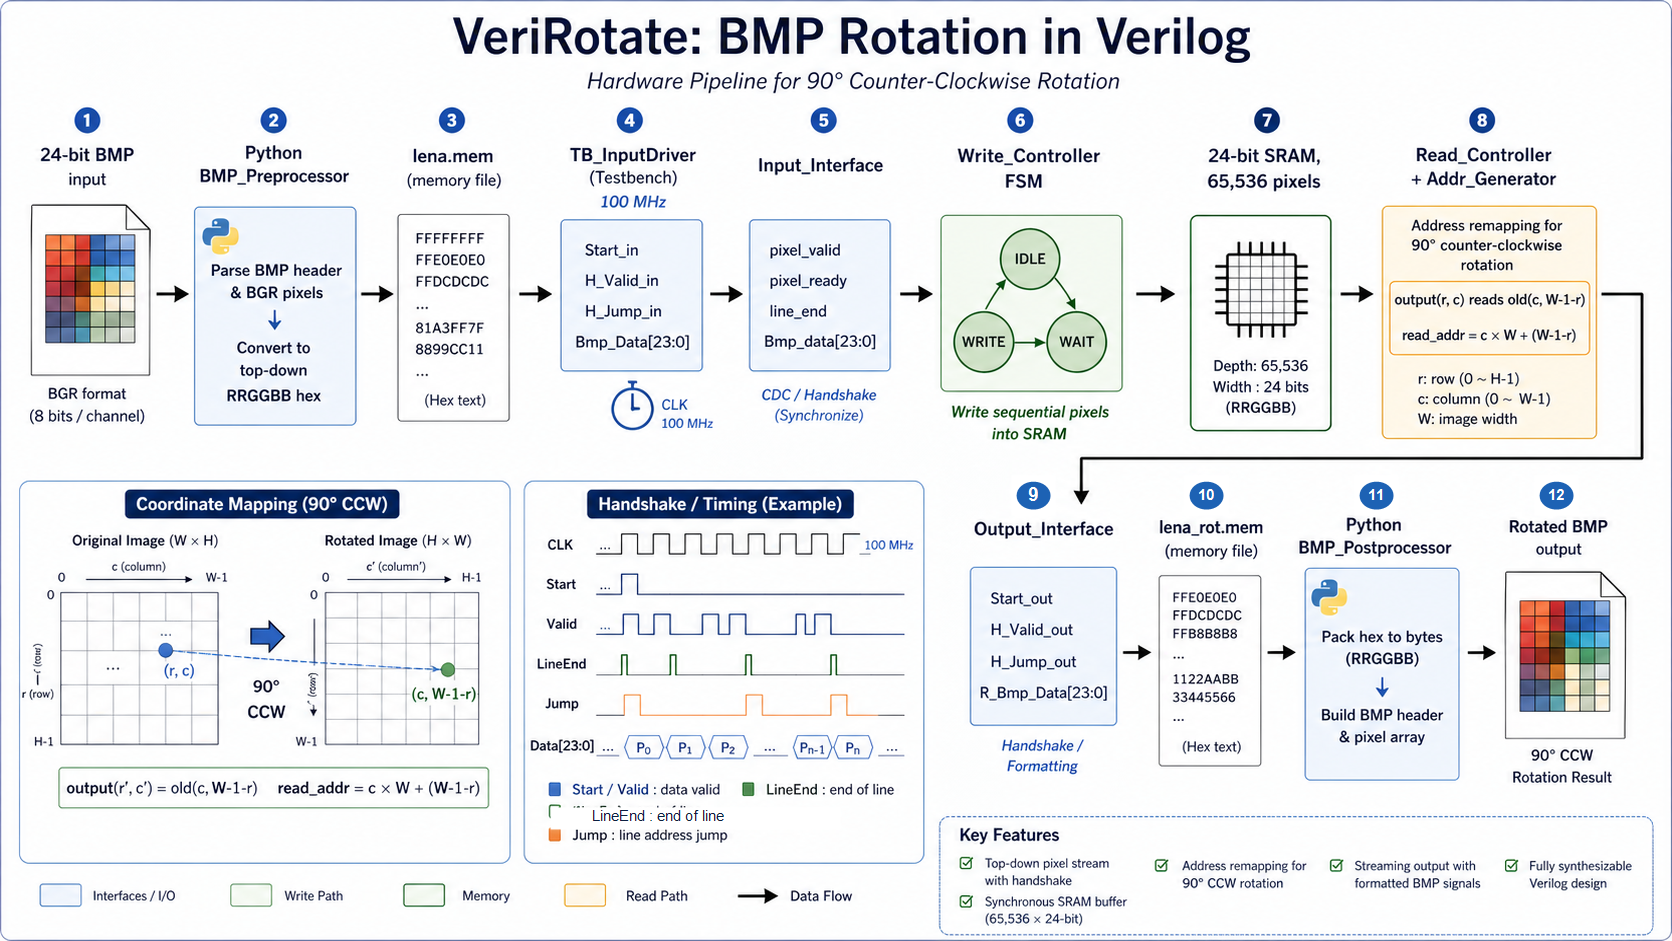 VeriRotate: BMP Rotation in Verilog
Hardware Pipeline for 90° Counter-Clockwise Rotation
1
24-bit BMP
input
BGR format
(8 bits / channel)
2
Python
BMP_Preprocessor
Parse BMP header
& BGR pixels
Convert to
top-down
RRGGBB hex
3
lena.mem
(memory file)
FFFFFFFF
FFE0E0E0
FFDCDCDC
...
81A3FF7F
8899CC11
...
(Hex text)
4
TB_InputDriver
(Testbench)
100 MHz
Start_in
H_Valid_in
H_Jump_in
Bmp_Data[23:0]
CLK
100 MHz
5
Input_Interface
pixel_valid
pixel_ready
line_end
Bmp_data[23:0]
CDC / Handshake
(Synchronize)
6
Write_Controller
FSM
IDLE
WRITE
WAIT
Write sequential pixels
into SRAM
7
24-bit SRAM,
65,536 pixels
Depth: 65,536
Width : 24 bits
(RRGGBB)
8
Read_Controller
+ Addr_Generator
Address remapping for
90° counter-clockwise
rotation
output(r, c) reads old(c, W-1-r)
read_addr = c × W + (W-1-r)
r: row (0 ~ H-1)
c: column (0 ~ W-1)
W: image width
Coordinate Mapping (90° CCW)
Original Image (W × H)
0
c (column)
W-1
0
r (row)
H-1
...
...
(r, c)
90°
CCW
Rotated Image (H × W)
0
c' (column')
H-1
0
W-1
(c, W-1-r)
output(r', c') = old(c, W-1-r) read_addr = c × W + (W-1-r)
Handshake / Timing (Example)
CLK ... 100 MHz
Start ...
Valid ...
LineEnd
Jump
Data[23:0] ... P0 P1 P2 ... Pn-1 Pn ...
Start / Valid : data valid
LineEnd : end of line
LineEnd : end of line
Jump : line address jump
9
Output_Interface
Start_out
H_Valid_out
H_Jump_out
R_Bmp_Data[23:0]
Handshake /
Formatting
10
lena_rot.mem
(memory file)
FFE0E0E0
FFDCDCDC
FFB8B8B8
...
1122AABB
33445566
...
(Hex text)
11
Python
BMP_Postprocessor
Pack hex to bytes
(RRGGBB)
Build BMP header
& pixel array
12
Rotated BMP
output
90° CCW
Rotation Result
Interfaces / I/O
Write Path
Memory
Read Path
Data Flow
Key Features
Top-down pixel stream
with handshake
Synchronous SRAM buffer
(65,536 × 24-bit)
Address remapping for
90° CCW rotation
Streaming output with
formatted BMP signals
Fully synthesizable
Verilog design